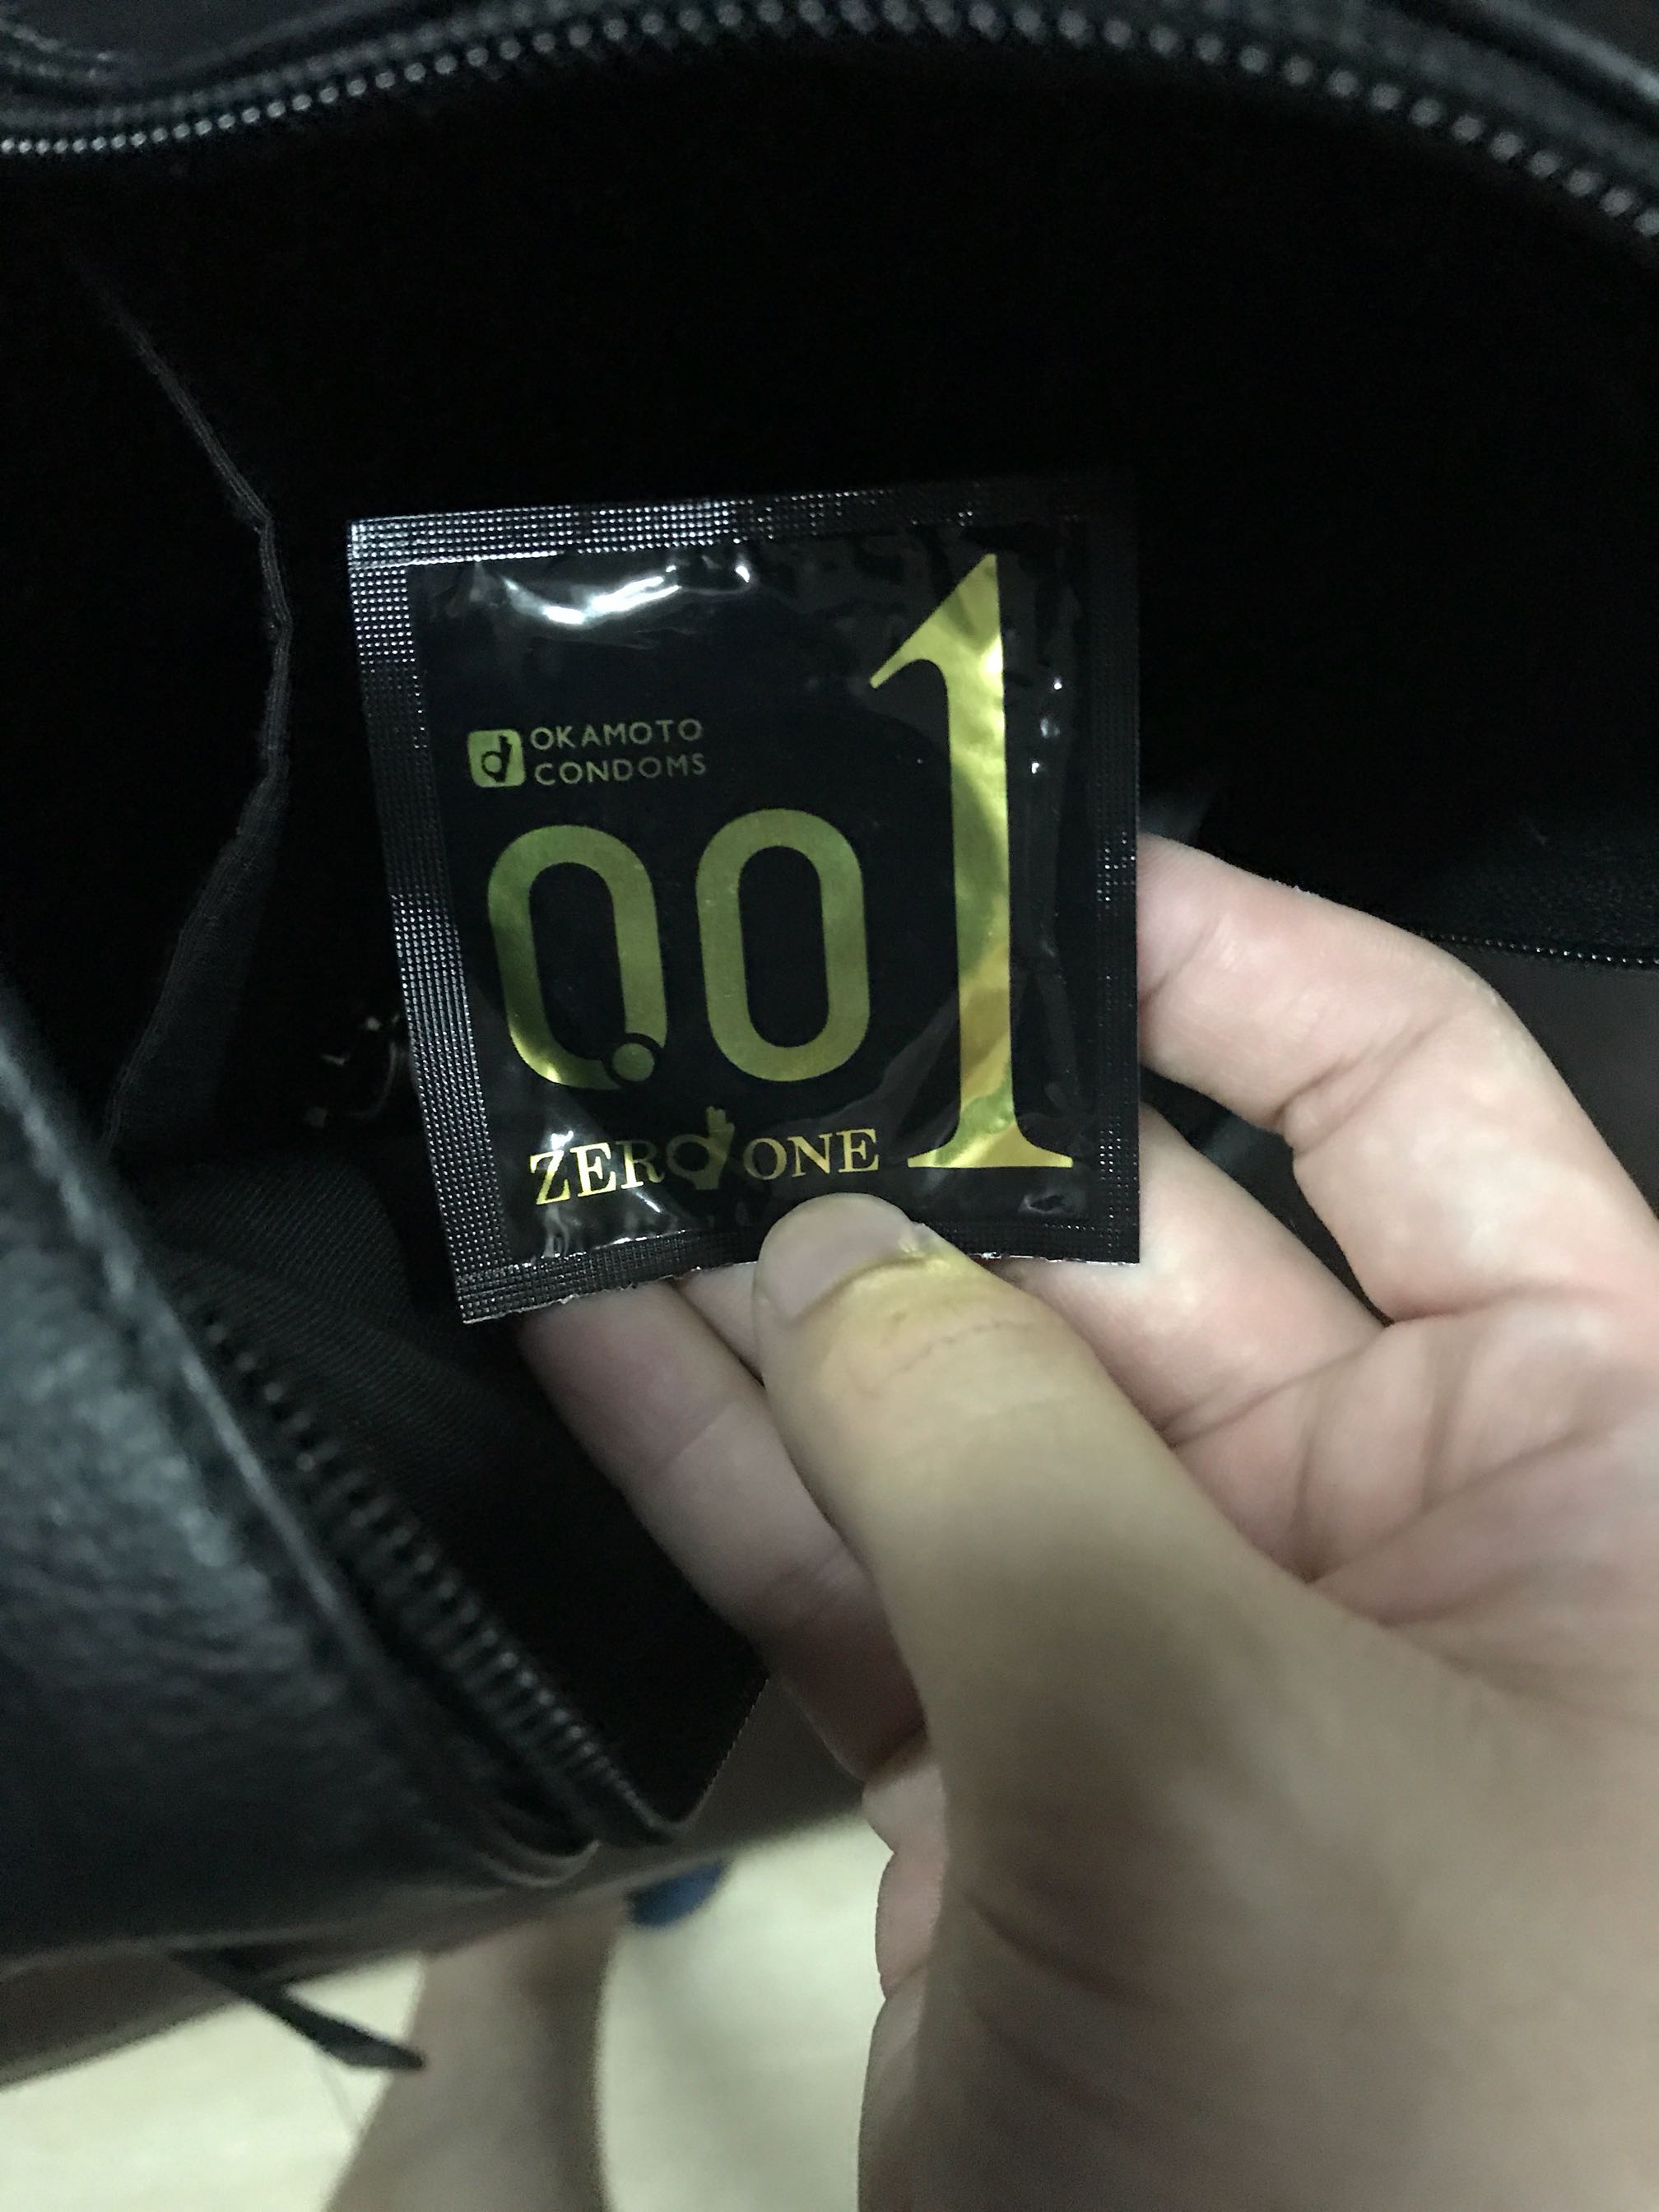 OKAMOTO
CONDOMS
0.01
ZERO ONE